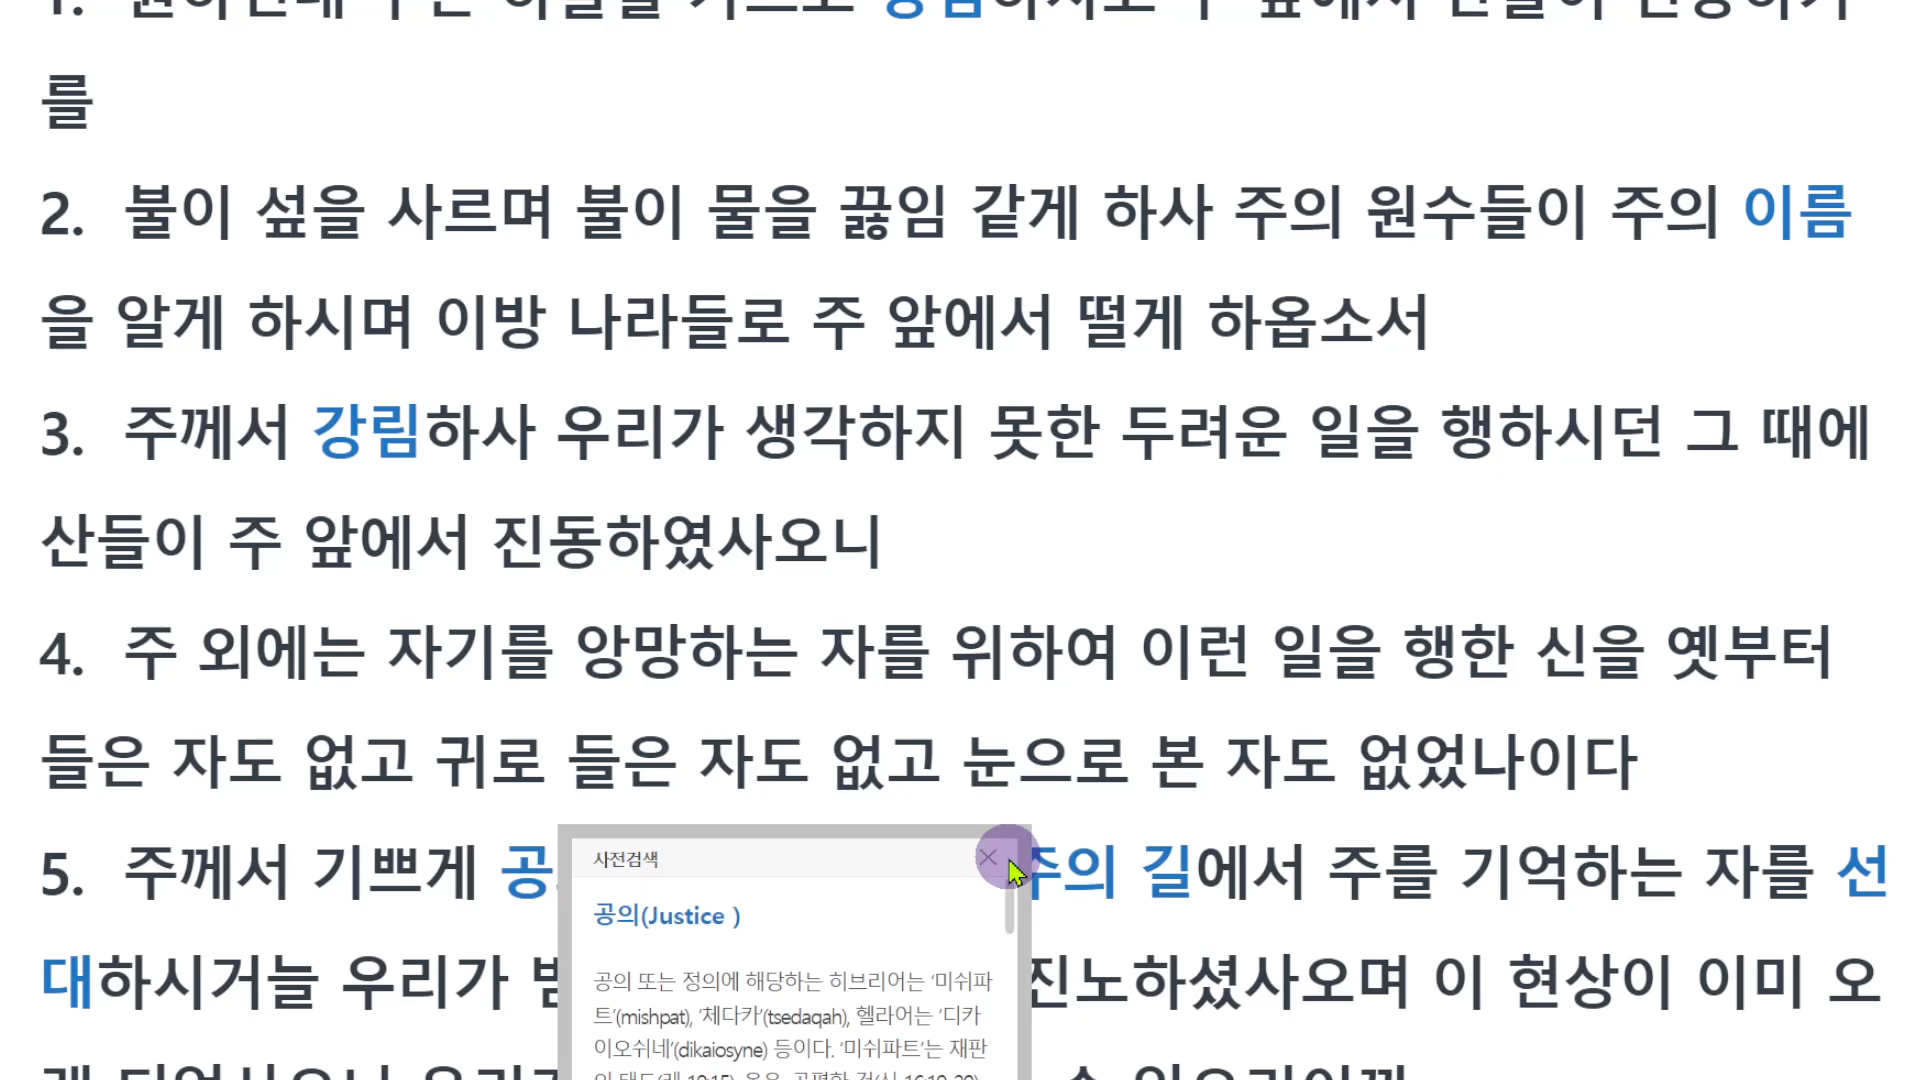 를
2. 불이 섶을 사르며 불이 물을 끓임 같게 하사 주의 원수들이 주의 이름
을 알게 하시며 이방 나라들로 주 앞에서 떨게 하옵소서
3. 주께서 강림하사 우리가 생각하지 못한 두려운 일을 행하시던 그 때에
산들이 주 앞에서 진동하였사오니
4. 주 외에는 자기를 앙망하는 자를 위하여 이런 일을 행한 신을 옛부터
들은 자도 없고 귀로 들은 자도 없고 눈으로 본 자도 없었나이다
5. 주께서 기쁘게 공 주의 길에서 주를 기억하는 자를 선
대하시거늘 우리가 진노하셨사오며 이 현상이 이미 오
사전검색
공의(Justice )
공의 또는 정의에 해당하는 히브리어는 ‘미쉬파
트’(mishpat), ‘체다카’(tsedaqah), 헬라어는 ‘디카
이오쉬네’(dikaiosyne) 등이다. ‘미쉬파트’는 재판